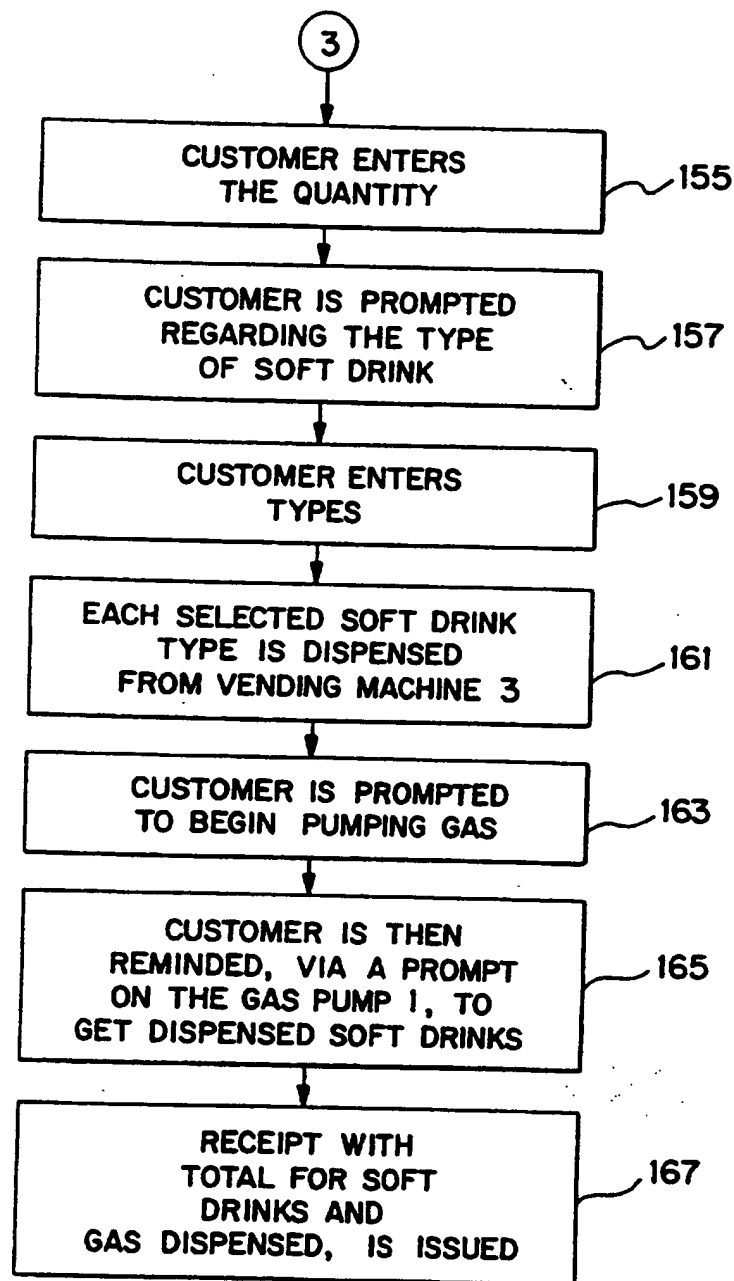 3
CUSTOMER ENTERS
THE QUANTITY
155
CUSTOMER IS PROMPTED
REGARDING THE TYPE
OF SOFT DRINK
157
CUSTOMER ENTERS
TYPES
159
EACH SELECTED SOFT DRINK
TYPE IS DISPENSED
FROM VENDING MACHINE 3
161
CUSTOMER IS PROMPTED
TO BEGIN PUMPING GAS
163
CUSTOMER IS THEN
REMINDED, VIA A PROMPT
ON THE GAS PUMP 1, TO
GET DISPENSED SOFT DRINKS
165
RECEIPT WITH
TOTAL FOR SOFT
DRINKS AND
GAS DISPENSED, IS ISSUED
167